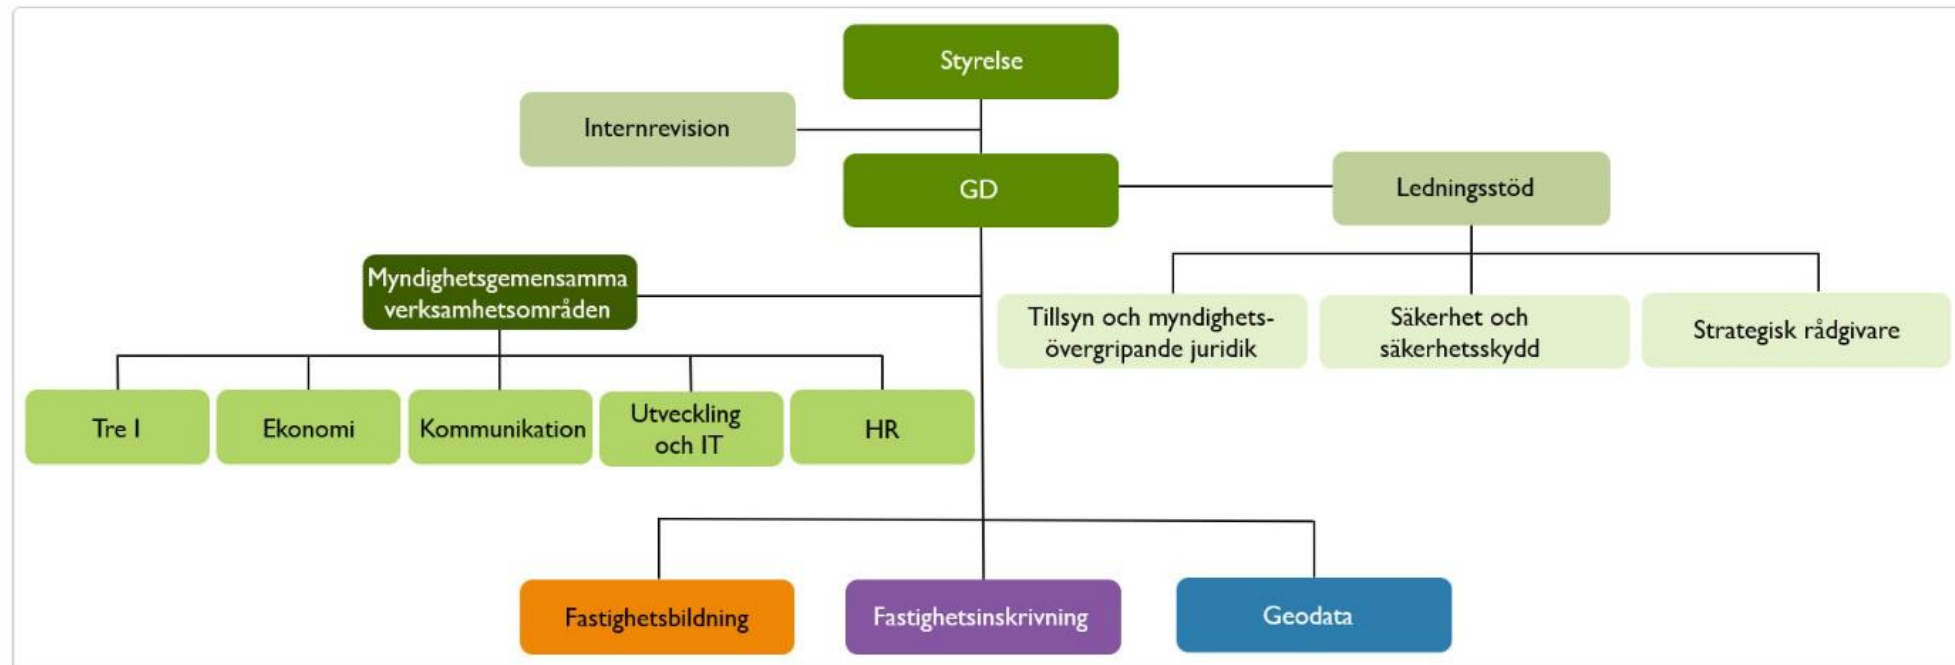 Styrelse
Internrevision
GD
Ledningsstöd
Myndighetsgemensamma
verksamhetsområden
Tillsyn och myndighets-
övergripande juridik
Säkerhet och
säkerhetsskydd
Strategisk rådgivare
Tre I
Ekonomi
Kommunikation
Utveckling
och IT
HR
Fastighetsbildning
Fastighetsinskrivning
Geodata